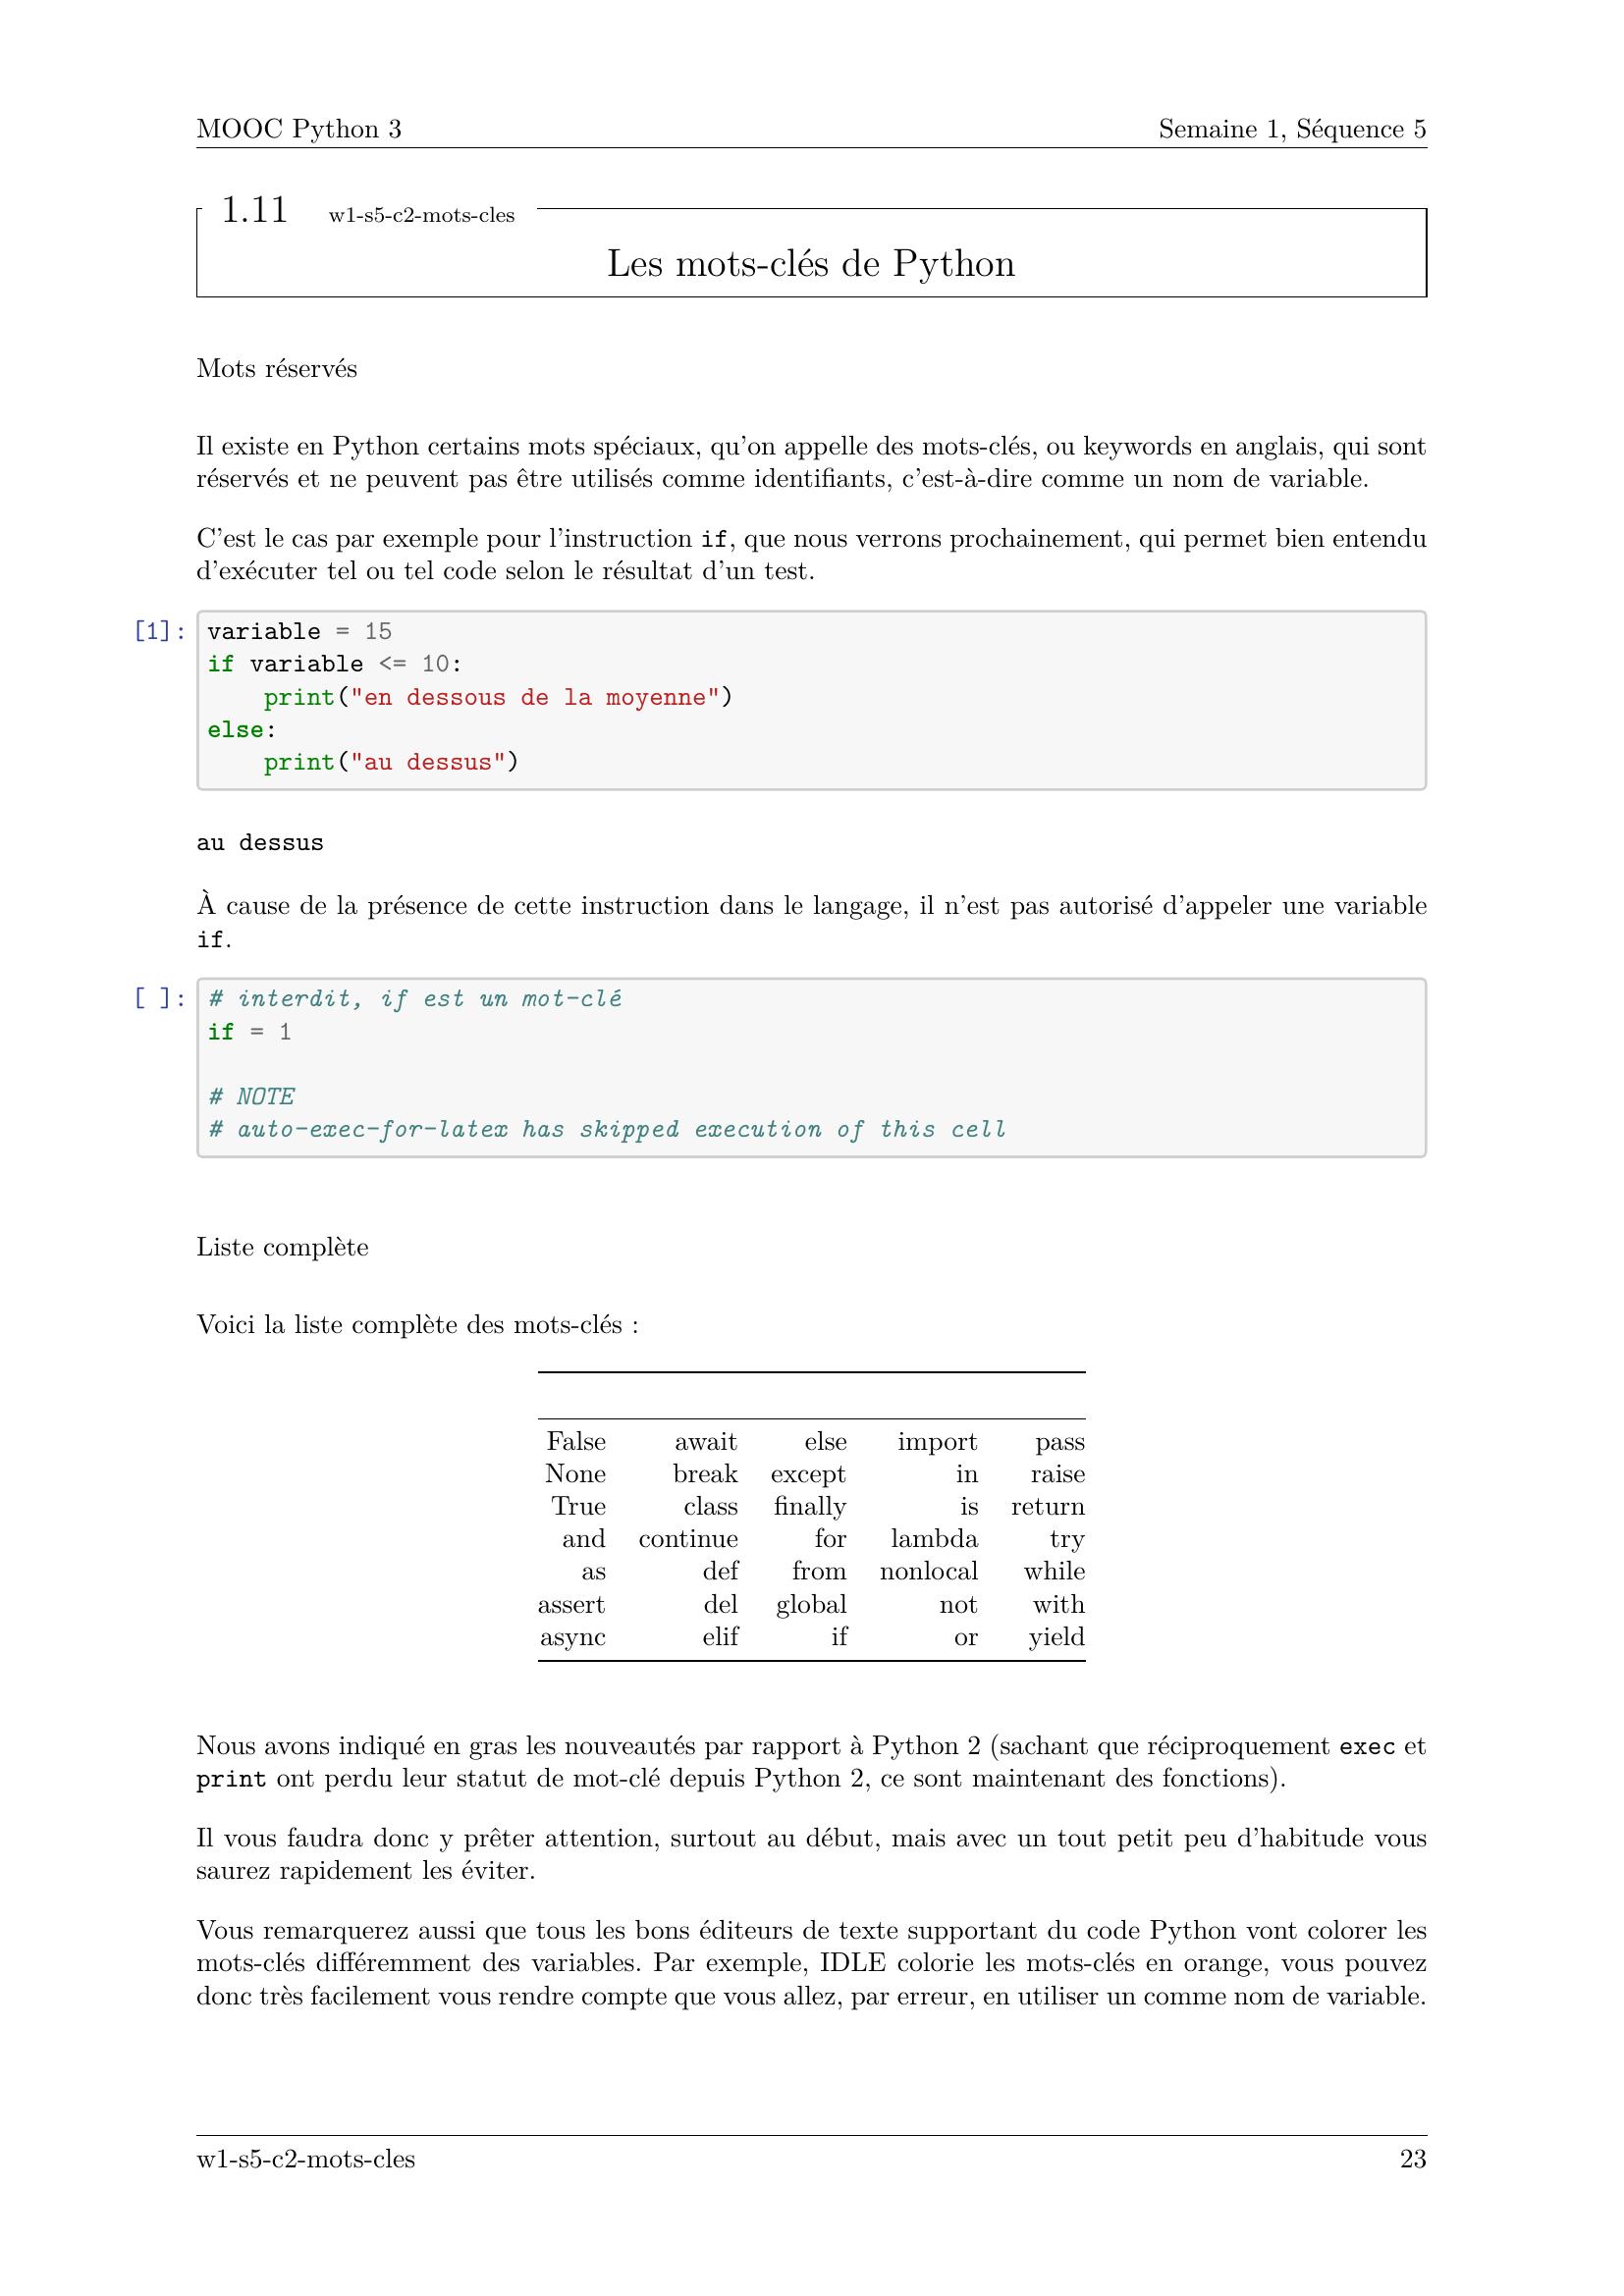 MOOC Python 3 Semaine 1, Séquence 5
1.11 w1-s5-c2-mots-cles
Les mots-clés de Python
Mots réservés
Il existe en Python certains mots spéciaux, qu'on appelle des mots-clés, ou keywords en anglais, qui sont
réservés et ne peuvent pas être utilisés comme identifiants, c'est-à-dire comme un nom de variable.
C'est le cas par exemple pour l'instruction if, que nous verrons prochainement, qui permet bien entendu
d'exécuter tel ou tel code selon le résultat d'un test.
[1]: variable = 15
if variable <= 10:
    print("en dessous de la moyenne")
else:
    print("au dessus")
au dessus
À cause de la présence de cette instruction dans le langage, il n'est pas autorisé d'appeler une variable
if.
[ ]: # interdit, if est un mot-clé
if = 1
# NOTE
# auto-exec-for-latex has skipped execution of this cell
Liste complète
Voici la liste complète des mots-clés :
False await else import pass
None break except in raise
True class finally is return
and continue for lambda try
as def from nonlocal while
assert del global not with
async elif if or yield
Nous avons indiqué en gras les nouveautés par rapport à Python 2 (sachant que réciproquement exec et
print ont perdu leur statut de mot-clé depuis Python 2, ce sont maintenant des fonctions).
Il vous faudra donc y prêter attention, surtout au début, mais avec un tout petit peu d'habitude vous
saurez rapidement les éviter.
Vous remarquerez aussi que tous les bons éditeurs de texte supportant du code Python vont colorer les
mots-clés différemment des variables. Par exemple, IDLE colorie les mots-clés en orange, vous pouvez
donc très facilement vous rendre compte que vous allez, par erreur, en utiliser un comme nom de variable.
w1-s5-c2-mots-cles 23